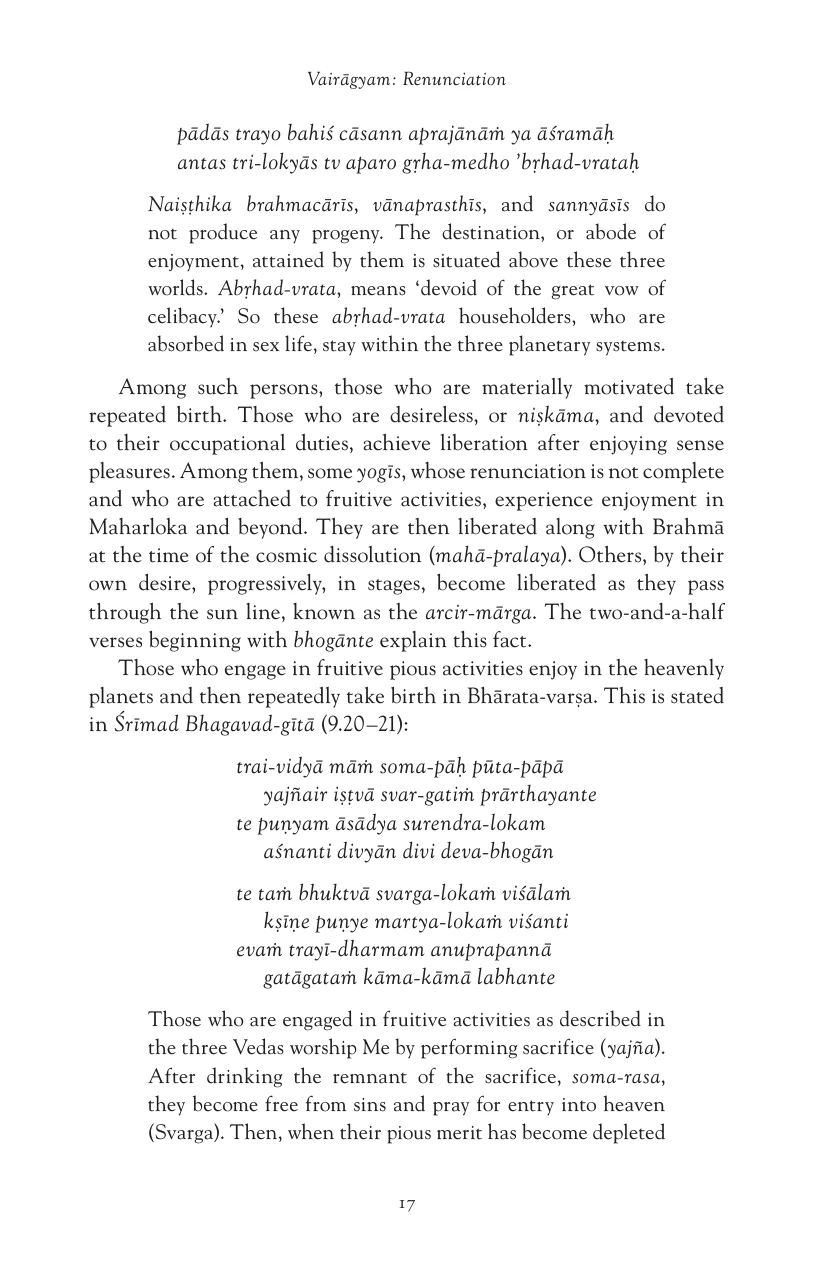 Vairāgyam: Renunciation
pādās trayo bahiś cāsann aprajānāṁ ya āśramāḥ
antas tri-lokyās tv aparo gṛha-medho ’bṛhad-vrataḥ
Naiṣṭhika brahmacārīs, vānaprasthīs, and sannyāsīs do
not produce any progeny. The destination, or abode of
enjoyment, attained by them is situated above these three
worlds. Abṛhad-vrata, means ‘devoid of the great vow of
celibacy.’ So these abṛhad-vrata householders, who are
absorbed in sex life, stay within the three planetary systems.
Among such persons, those who are materially motivated take
repeated birth. Those who are desireless, or niṣkāma, and devoted
to their occupational duties, achieve liberation after enjoying sense
pleasures. Among them, some yogīs, whose renunciation is not complete
and who are attached to fruitive activities, experience enjoyment in
Maharloka and beyond. They are then liberated along with Brahmā
at the time of the cosmic dissolution (mahā-pralaya). Others, by their
own desire, progressively, in stages, become liberated as they pass
through the sun line, known as the arcir-mārga. The two-and-a-half
verses beginning with bhogānte explain this fact.
Those who engage in fruitive pious activities enjoy in the heavenly
planets and then repeatedly take birth in Bhārata-varṣa. This is stated
in Śrīmad Bhagavad-gītā (9.20–21):
trai-vidyā māṁ soma-pāḥ pūta-pāpā
yajñair iṣṭvā svar-gatiṁ prārthayante
te puṇyam āsādya surendra-lokam
aśnanti divyān divi deva-bhogān
te taṁ bhuktvā svarga-lokaṁ viśālaṁ
kṣīṇe puṇye martya-lokaṁ viśanti
evaṁ trayī-dharmam anuprapannā
gatāgataṁ kāma-kāmā labhante
Those who are engaged in fruitive activities as described in
the three Vedas worship Me by performing sacrifice (yajña).
After drinking the remnant of the sacrifice, soma-rasa,
they become free from sins and pray for entry into heaven
(Svarga). Then, when their pious merit has become depleted
17